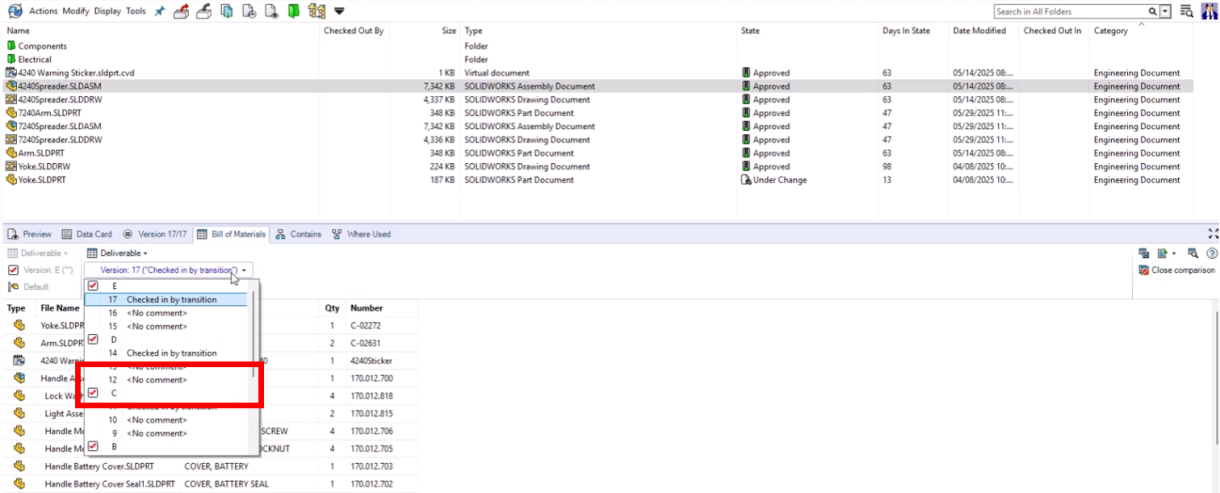 Actions Modify Display Tools
Search in All Folders
Name Checked Out By Size Type State Days In State Date Modified Checked Out In Category
Components Folder
Electrical Folder
4240 Warning Sticker.sldprt.cvd 1 KB Virtual document Approved 63 05/14/2025 08:... Engineering Document
4240Spreader.SLDASM 7,342 KB SOLIDWORKS Assembly Document Approved 63 05/14/2025 08:... Engineering Document
4240Spreader.SLDDRW 4,337 KB SOLIDWORKS Drawing Document Approved 63 05/14/2025 08:... Engineering Document
7240Arm.SLDPRT 348 KB SOLIDWORKS Part Document Approved 47 05/29/2025 11:... Engineering Document
7240Spreader.SLDASM 7,342 KB SOLIDWORKS Assembly Document Approved 47 05/29/2025 11:... Engineering Document
7240Spreader.SLDDRW 4,336 KB SOLIDWORKS Drawing Document Approved 47 05/29/2025 11:... Engineering Document
Arm.SLDPRT 348 KB SOLIDWORKS Part Document Approved 63 05/14/2025 08:... Engineering Document
Yoke.SLDDRW 224 KB SOLIDWORKS Drawing Document Approved 98 04/08/2025 10:... Engineering Document
Yoke.SLDPRT 187 KB SOLIDWORKS Part Document Under Change 13 04/08/2025 10:... Engineering Document
Preview Data Card Version 17/17 Bill of Materials Contains Where Used
Deliverable Deliverable
Version: E ("") Version: 17 ("Checked in by transition") Close comparison
Default E
17 Checked in by transition
Type File Name 16 <No comment> Qty Number
Yoke.SLDPR 15 <No comment> 1 C-02272
D
Arm.SLDPR 2 C-02631
14 Checked in by transition
4240 Warni 0 1 4240Sticker
13 <No comment>
Handle As 12 <No comment> 1 170.012.700
Lock Wa C 4 170.012.818
Checked in by transition
Light Asse 2 170.012.815
10 <No comment>
Handle Mo 9 <No comment> SCREW 4 170.012.706
Handle Mo B OCKNUT 4 170.012.705
Handle Battery Cover.SLDPRT COVER, BATTERY 1 170.012.703
Handle Battery Cover Seal1.SLDPRT COVER, BATTERY SEAL 1 170.012.702